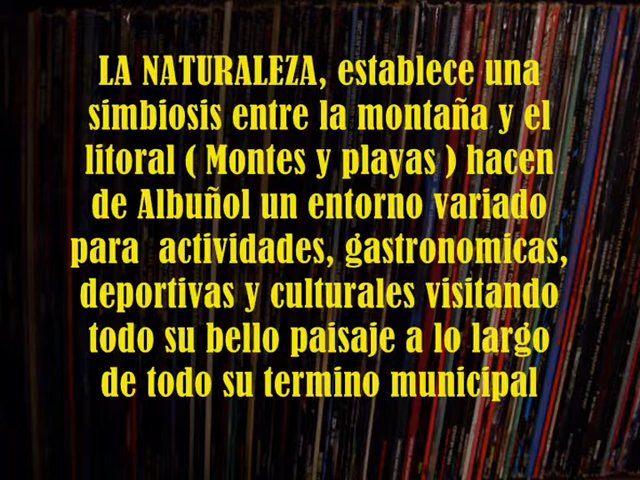 LA NATURALEZA, establece una
simbiosis entre la montaña y el
litoral ( Montes y playas ) hacen
de Albuñol un entorno variado
para  actividades, gastronomicas,
deportivas y culturales visitando
todo su bello paisaje a lo largo
de todo su termino municipal